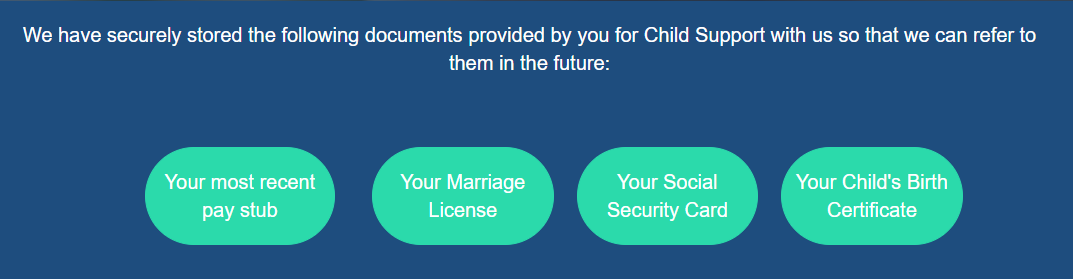 We have securely stored the following documents provided by you for Child Support with us so that we can refer to
them in the future:
Your most recent
pay stub
Your Marriage
License
Your Social
Security Card
Your Child's Birth
Certificate